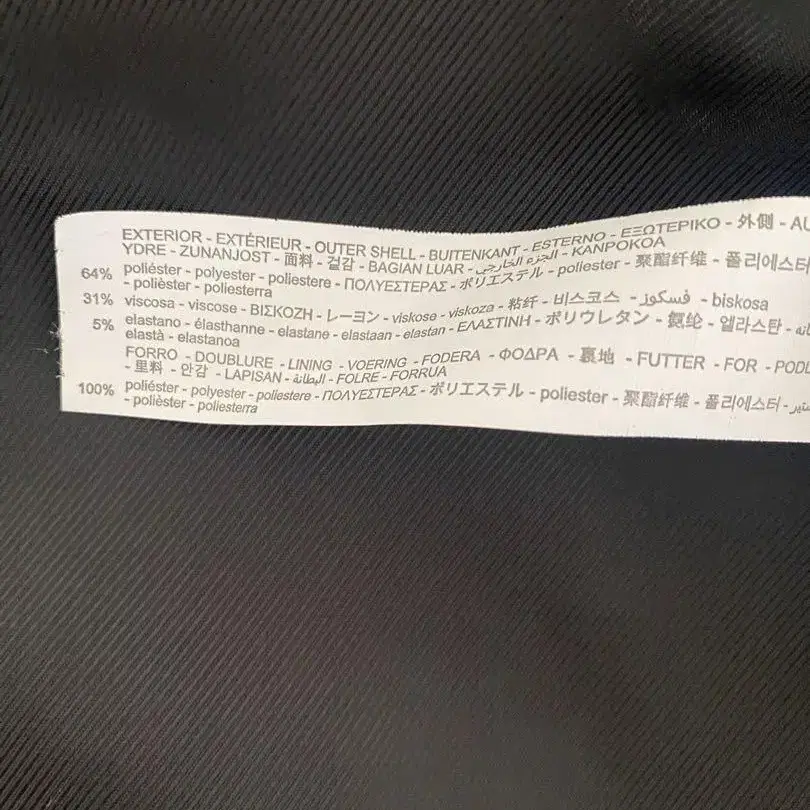 EXTERIOR - EXTÉRIEUR - OUTER SHELL - BUITENKANT - ESTERNO - ΕΞΩΤΕΡΙΚΟ - 外側 - AU
YDRE - ZUNANJOST - 面料 - 겉감 - BAGIAN LUAR - الجزء الخارجي - KANPOKOA
64% poliéster - polyester - poliestere - ΠΟΛΥΕΣΤΕΡΑΣ - ポリエステル - poliester - 聚酯纤维 - 폴리에스터
- polièster - poliesterra
31% viscosa - viscose - ΒΙΣΚΟΖΗ - レーヨン - viskose - viskoza - 粘纤 - 비스코스 - فسكوز - biskosa
5% elastano - élasthanne - elastane - elastaan - elastan - ΕΛΑΣΤΙΝΗ - ポリウレタン - 氨纶 - 엘라스탄
elastà - elastanoa
FORRO - DOUBLURE - LINING - VOERING - FODERA - ΦΟΔΡΑ - 裏地 - FUTTER - FOR - PODL
- 里料 - 안감 - LAPISAN - البطانة - FOLRE - FORRUA
100% poliéster - polyester - poliestere - ΠΟΛΥΕΣΤΕΡΑΣ - ポリエステル - poliester - 聚酯纤维 - 폴리에스터
- polièster - poliesterra